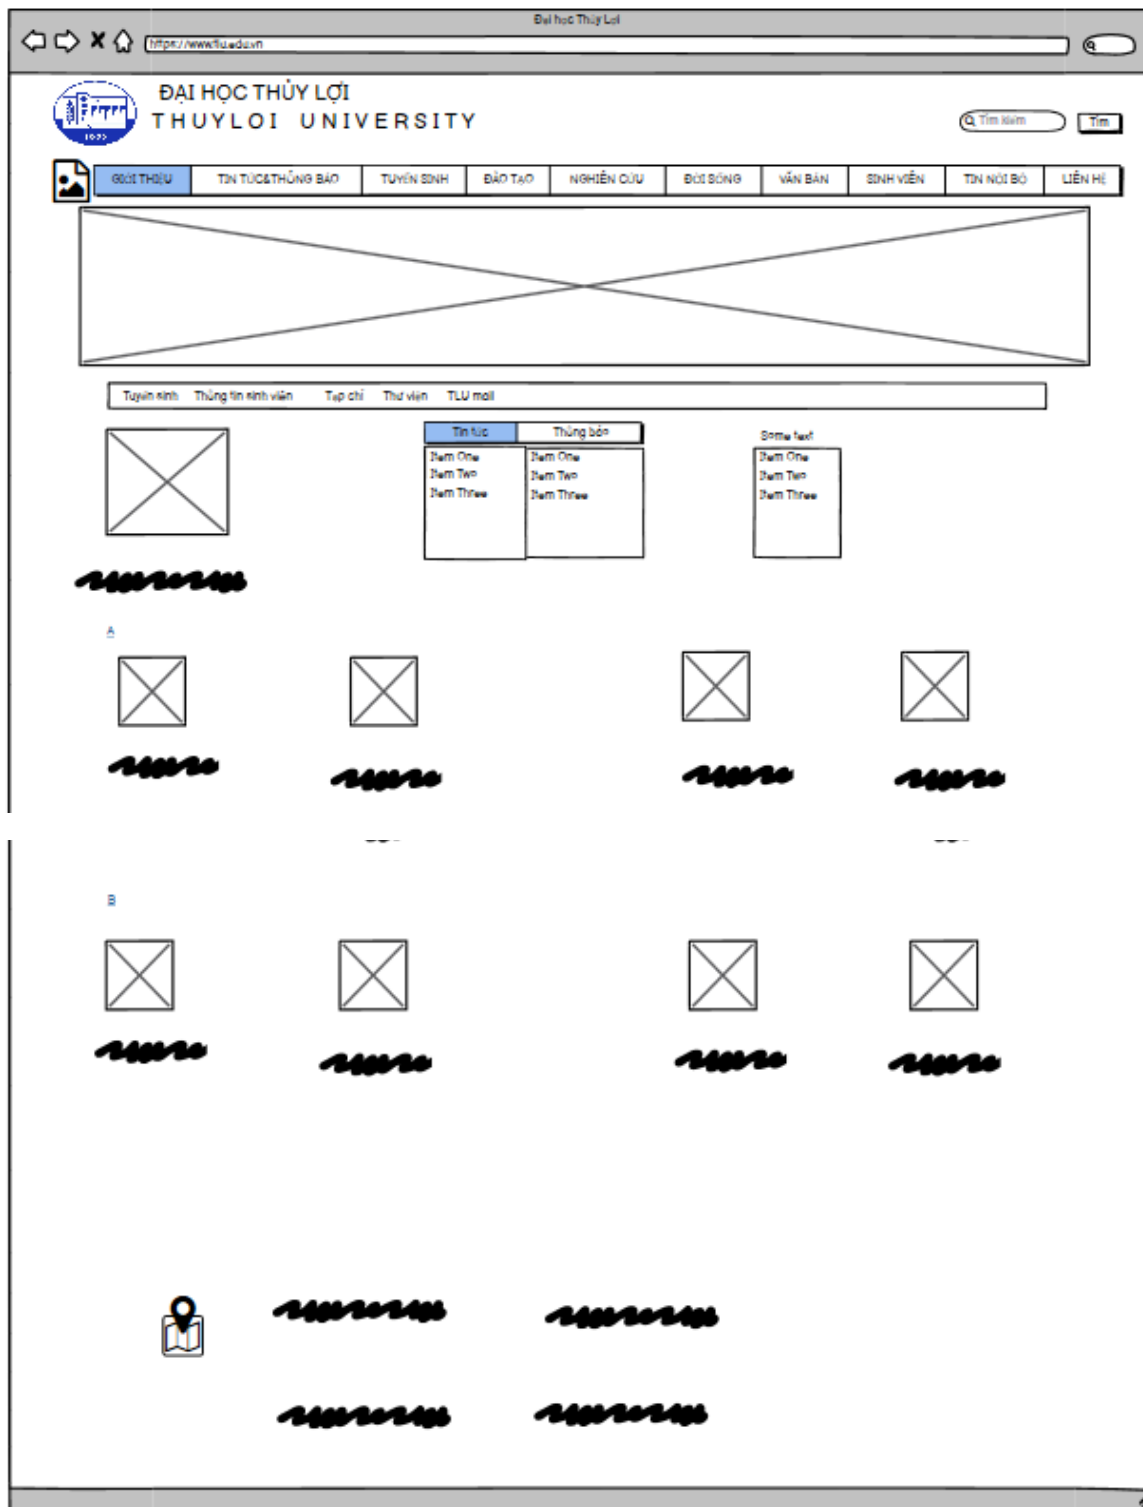 Đại học Thủy Lợi
https://www.tlu.edu.vn
ĐẠI HỌC THỦY LỢI
THUYLOI UNIVERSITY
Tìm kiếm Tìm
GIỚI THIỆU TIN TỨC&THÔNG BÁO TUYỂN SINH ĐÀO TẠO NGHIÊN CỨU ĐỜI SỐNG VĂN BẢN SINH VIÊN TIN NỘI BỘ LIÊN HỆ
Tuyển sinh Thông tin sinh viên Tạp chí Thư viện TLU mail
Tin tức Thông báo Some text
Item One Item One Item One
Item Two Item Two Item Two
Item Three Item Three Item Three
A
B